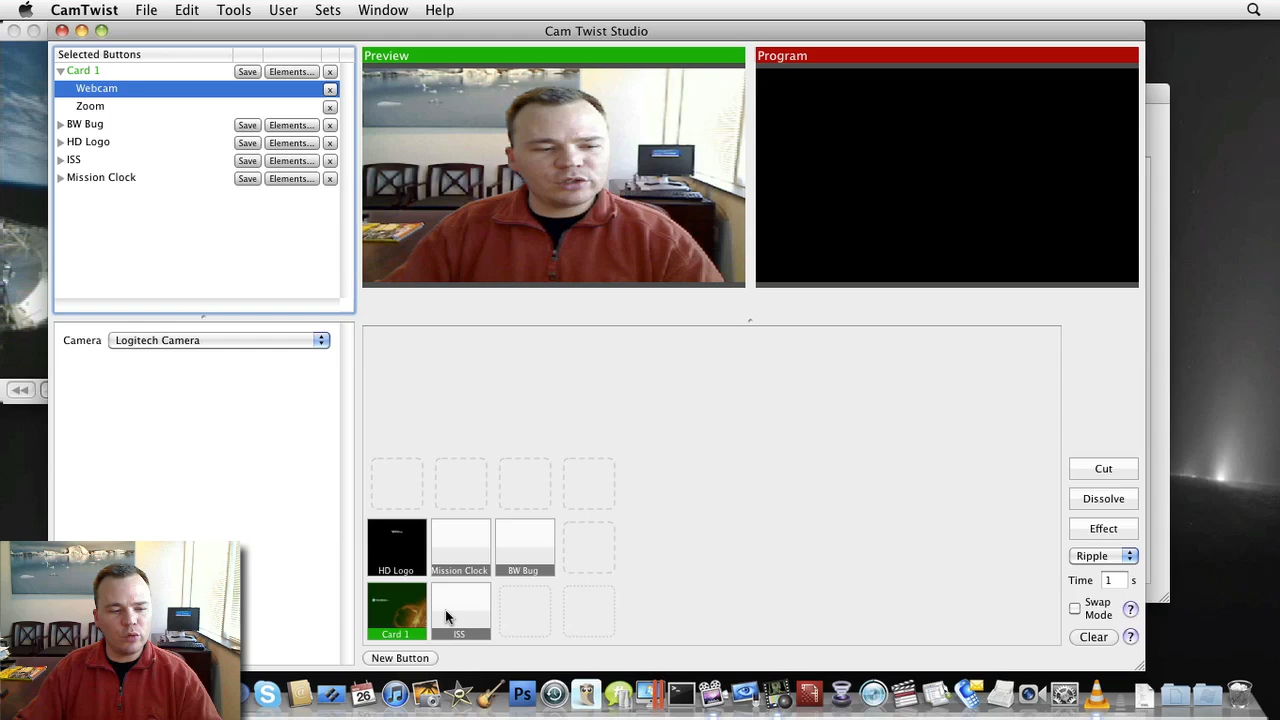 CamTwist File Edit Tools User Sets Window Help
Cam Twist Studio
Selected Buttons
Card 1 Save Elements... x
Webcam x
Zoom x
BW Bug Save Elements... x
HD Logo Save Elements... x
ISS Save Elements... x
Mission Clock Save Elements... x
Preview
Program
Camera Logitech Camera
HD Logo
Mission Clock
BW Bug
Card 1
ISS
New Button
Cut
Dissolve
Effect
Ripple
Time 1 s
Swap Mode ?
Clear ?
26
Ps